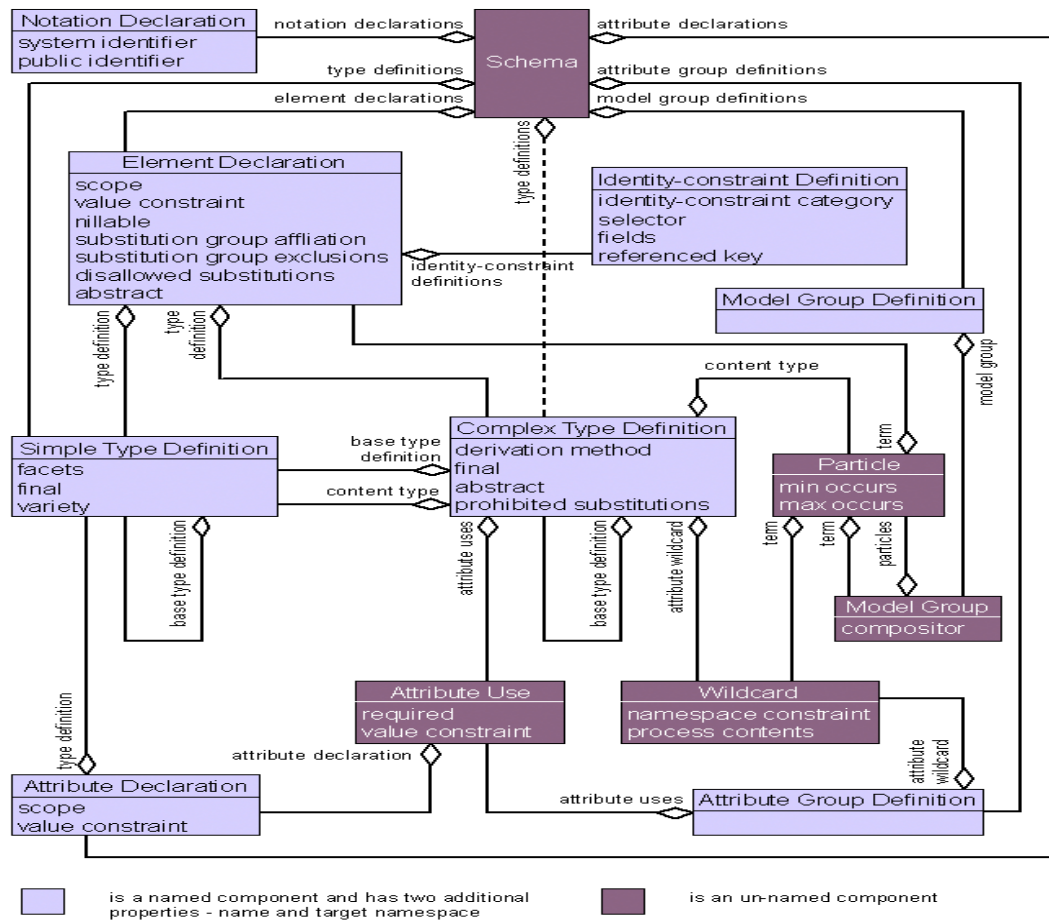 Notation Declaration
system identifier
public identifier
notation declarations
Schema
attribute declarations
type definitions
attribute group definitions
element declarations
model group definitions
type definitions
Element Declaration
scope
value constraint
nillable
substitution group affliation
substitution group exclusions
disallowed substitutions
abstract
Identity-constraint Definition
identity-constraint category
selector
fields
referenced key
identity-constraint
definitions
Model Group Definition
type definition
type
definition
model group
content type
Simple Type Definition
facets
final
variety
base type
definition
content type
Complex Type Definition
derivation method
final
abstract
prohibited substitutions
term
Particle
min occurs
max occurs
base type definition
attribute uses
base type definition
attribute wildcard
term
term
particles
Model Group
compositor
Attribute Use
required
value constraint
Wildcard
namespace constraint
process contents
type definition
attribute declaration
attribute
wildcard
Attribute Declaration
scope
value constraint
attribute uses
Attribute Group Definition
is a named component and has two additional
properties - name and target namespace
is an un-named component